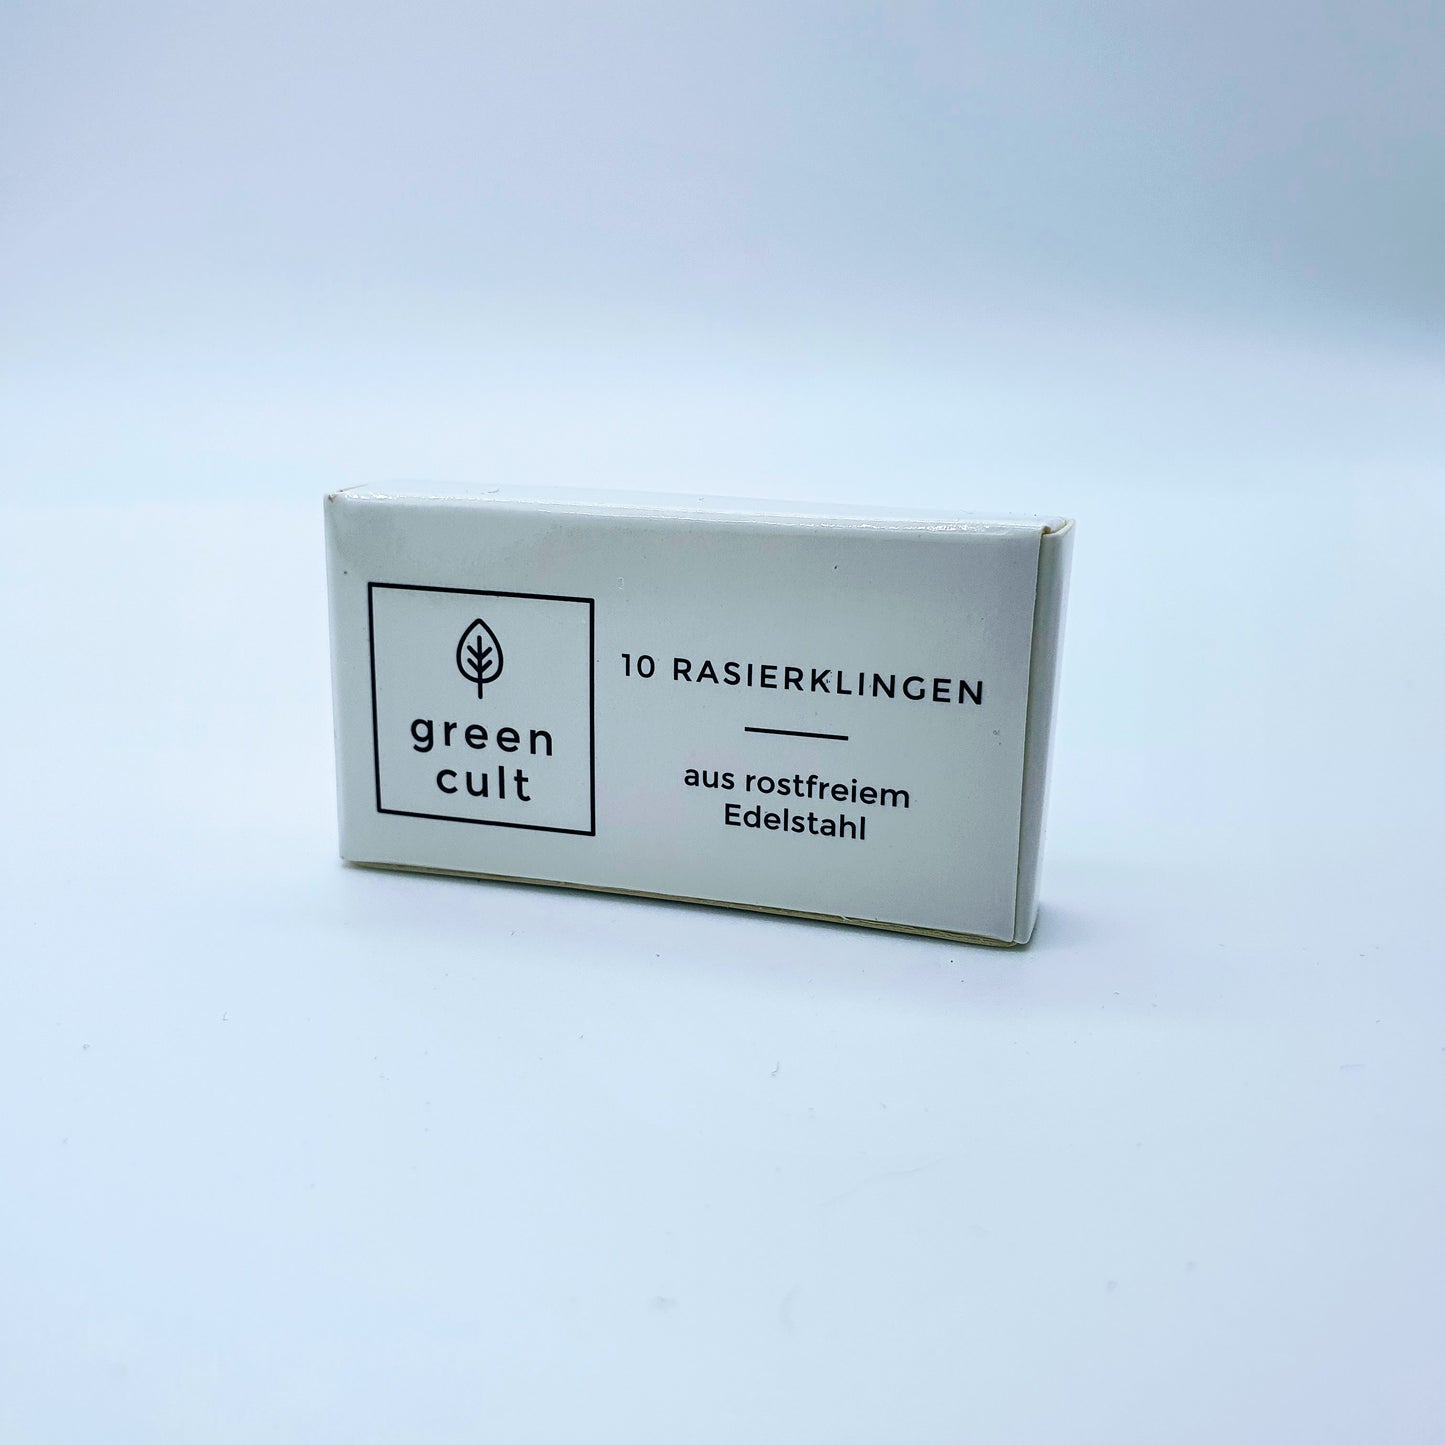 green
cult
10 RASIERKLINGEN
aus rostfreiem
Edelstahl